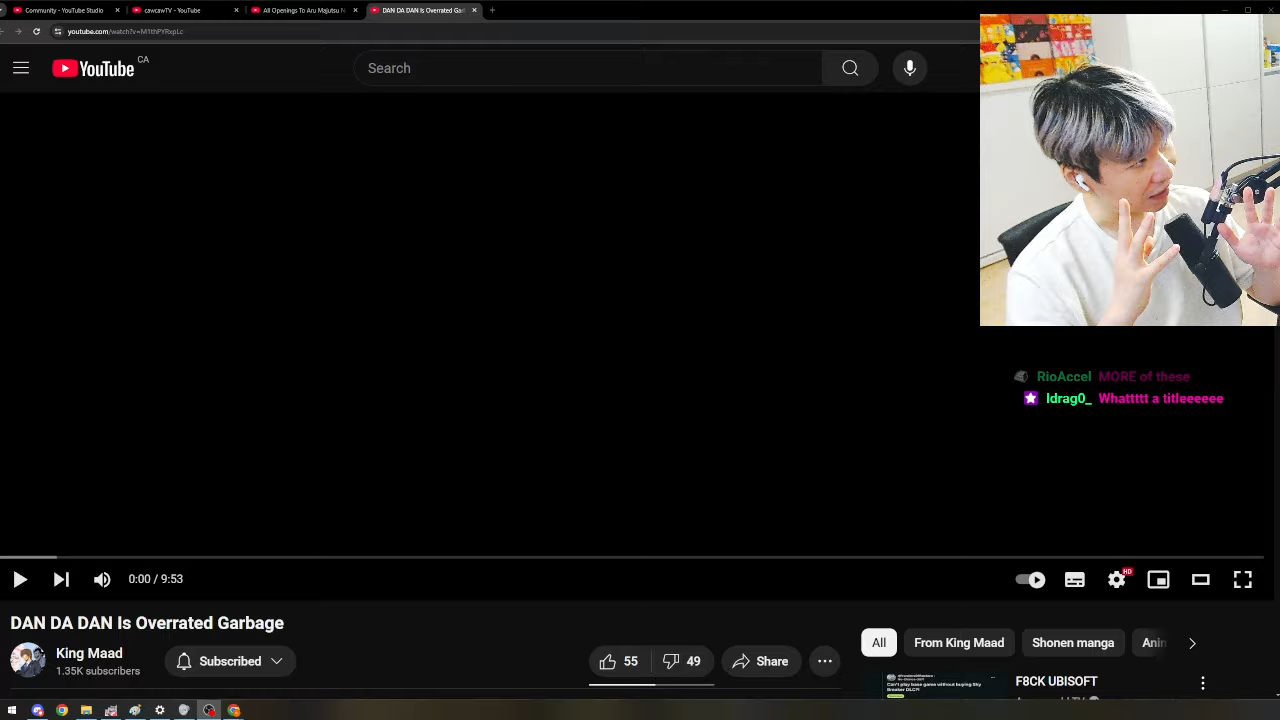 Community - YouTube Studio
cawcawTV - YouTube
All Openings To Aru Majutsu N
DAN DA DAN Is Overrated Gar
youtube.com/watch?v=M1thPYRxpLc
YouTube CA
Search
RioAccel MORE of these
Idrag0_ Whattttt a titleeeeee
0:00 / 9:53
HD
DAN DA DAN Is Overrated Garbage
King Maad
1.35K subscribers
Subscribed
55
49
Share
All
From King Maad
Shonen manga
Anin
Can't play base game without buying Sky
Breaker DLC?!
F8CK UBISOFT